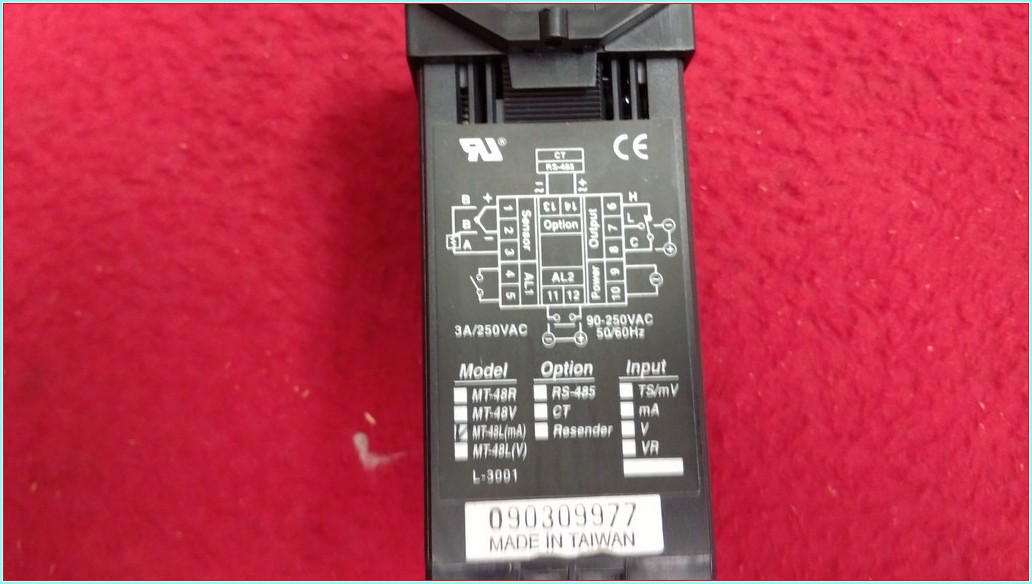 RU® CE
CT
RS-485
13 14
Option
B +
B
- A
1
2
3
Sensor
4
5
AL1
AL2
11 12
Output
6
7
8
Power
9
10
H
L
C
- +
3A/250VAC
90-250VAC
50/60Hz
Model
MT-48R
MT-48V
MT-48L(mA)
MT-48L(V)
L-3001
Option
RS-485
CT
Resender
Input
TS/mV
mA
V
VR
090309977
MADE IN TAIWAN